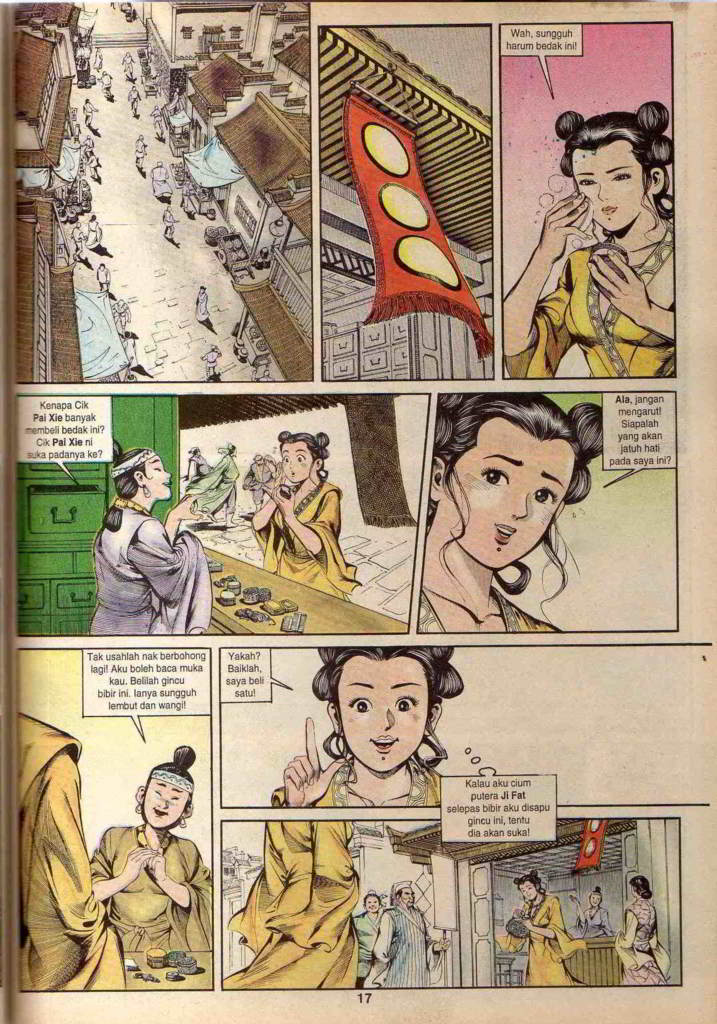 Wah, sungguh
harum bedak ini!
Kenapa Cik
Pai Xie banyak
membeli bedak ini?
Cik Pai Xie ni
suka padanya ke?
Ala, jangan
mengarut!
Siapalah
yang akan
jatuh hati
pada saya ini?
Tak usahlah nak berbohong
lagi! Aku boleh baca muka
kau. Belilah gincu
bibir ini. Ianya sungguh
lembut dan wangi!
Yakah?
Baiklah,
saya beli
satu!
Kalau aku cium
putera Ji Fat
selepas bibir aku disapu
gincu ini, tentu
dia akan suka!
17